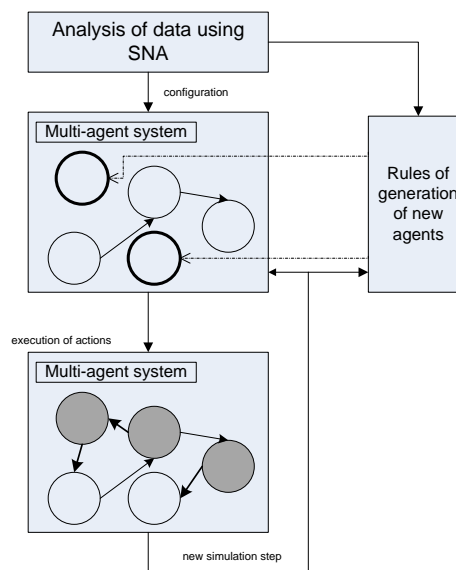 Analysis of data using
SNA
configuration
Multi-agent system
Rules of
generation
of new
agents
execution of actions
Multi-agent system
new simulation step